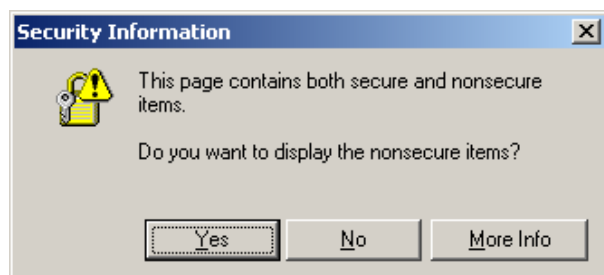 Security Information
This page contains both secure and nonsecure
items.
Do you want to display the nonsecure items?
Yes
No
More Info